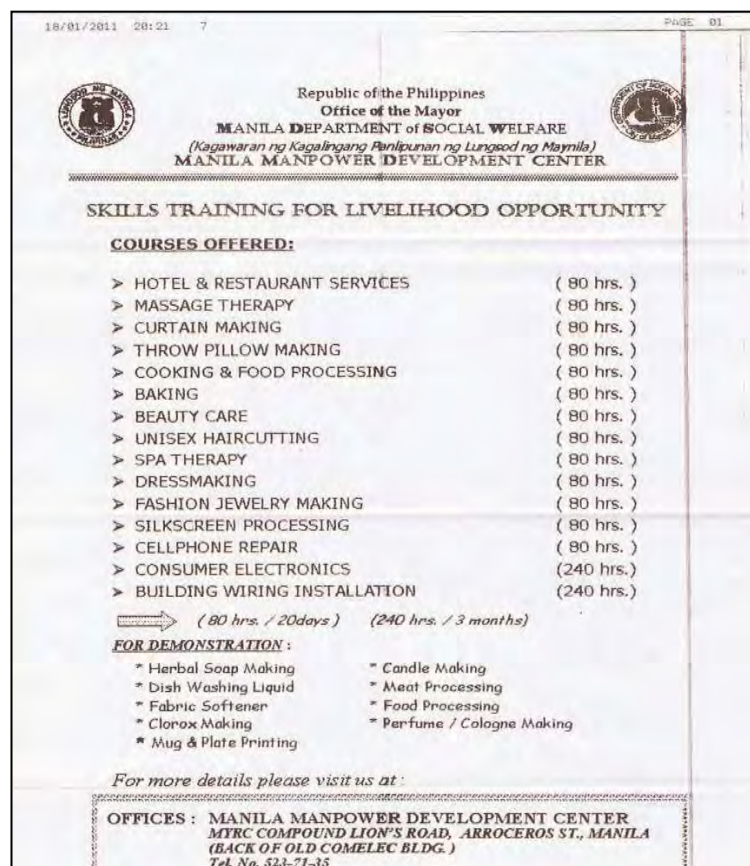 18/01/2011 20:21 7 PAGE 01
Republic of the Philippines
Office of the Mayor
MANILA DEPARTMENT of SOCIAL WELFARE
(Kagawaran ng Kagalingang Panlipunan ng Lungsod ng Maynila)
MANILA MANPOWER DEVELOPMENT CENTER
SKILLS TRAINING FOR LIVELIHOOD OPPORTUNITY
COURSES OFFERED:
➢ HOTEL & RESTAURANT SERVICES ( 80 hrs. )
➢ MASSAGE THERAPY ( 80 hrs. )
➢ CURTAIN MAKING ( 80 hrs. )
➢ THROW PILLOW MAKING ( 80 hrs. )
➢ COOKING & FOOD PROCESSING ( 80 hrs. )
➢ BAKING ( 80 hrs. )
➢ BEAUTY CARE ( 80 hrs. )
➢ UNISEX HAIRCUTTING ( 80 hrs. )
➢ SPA THERAPY ( 80 hrs. )
➢ DRESSMAKING ( 80 hrs. )
➢ FASHION JEWELRY MAKING ( 80 hrs. )
➢ SILKSCREEN PROCESSING ( 80 hrs. )
➢ CELLPHONE REPAIR ( 80 hrs. )
➢ CONSUMER ELECTRONICS (240 hrs.)
➢ BUILDING WIRING INSTALLATION (240 hrs.)
( 80 hrs. / 20days ) (240 hrs. / 3 months)
FOR DEMONSTRATION :
* Herbal Soap Making * Candle Making
* Dish Washing Liquid * Meat Processing
* Fabric Softener * Food Processing
* Clorox Making * Perfume / Cologne Making
* Mug & Plate Printing
For more details please visit us at :
OFFICES : MANILA MANPOWER DEVELOPMENT CENTER
MTRC COMPOUND LION'S ROAD, ARROCEROS ST., MANILA
(BACK OF OLD COMELEC BLDG. )
Tel. No. 523-71-35